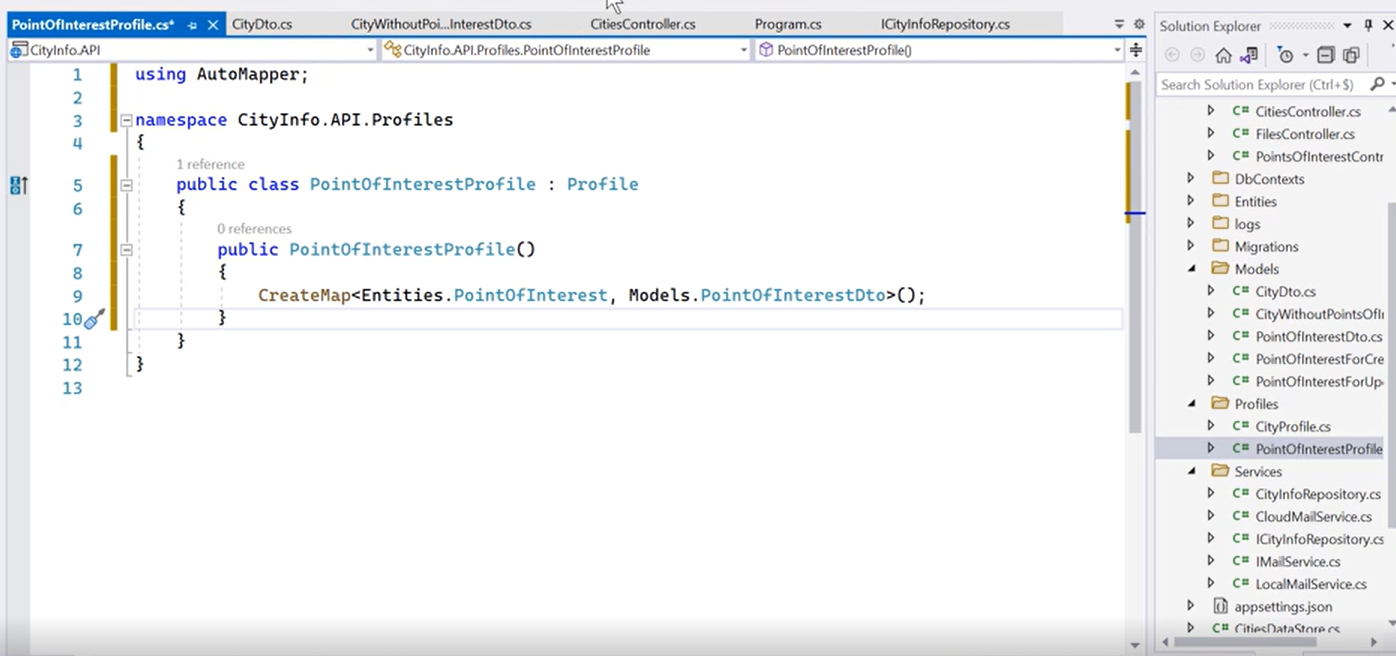 PointOfInterestProfile.cs*
CityDto.cs
CityWithoutPoi...InterestDto.cs
CitiesController.cs
Program.cs
ICityInfoRepository.cs
CityInfo.API
CityInfo.API.Profiles.PointOfInterestProfile
PointOfInterestProfile()
1 using AutoMapper;
2
3 namespace CityInfo.API.Profiles
4 {
1 reference
5 public class PointOfInterestProfile : Profile
6 {
0 references
7 public PointOfInterestProfile()
8 {
9 CreateMap<Entities.PointOfInterest, Models.PointOfInterestDto>();
10 }
11 }
12 }
13
Solution Explorer
Search Solution Explorer (Ctrl+$)
C# CitiesController.cs
C# FilesController.cs
C# PointsOfInterestContr
DbContexts
Entities
logs
Migrations
Models
C# CityDto.cs
C# CityWithoutPointsOfI
C# PointOfInterestDto.cs
C# PointOfInterestForCre
C# PointOfInterestForUp
Profiles
C# CityProfile.cs
C# PointOfInterestProfile
Services
C# CityInfoRepository.cs
C# CloudMailService.cs
C# ICityInfoRepository.cs
C# IMailService.cs
C# LocalMailService.cs
appsettings.json
C# CitiesDataStore.cs